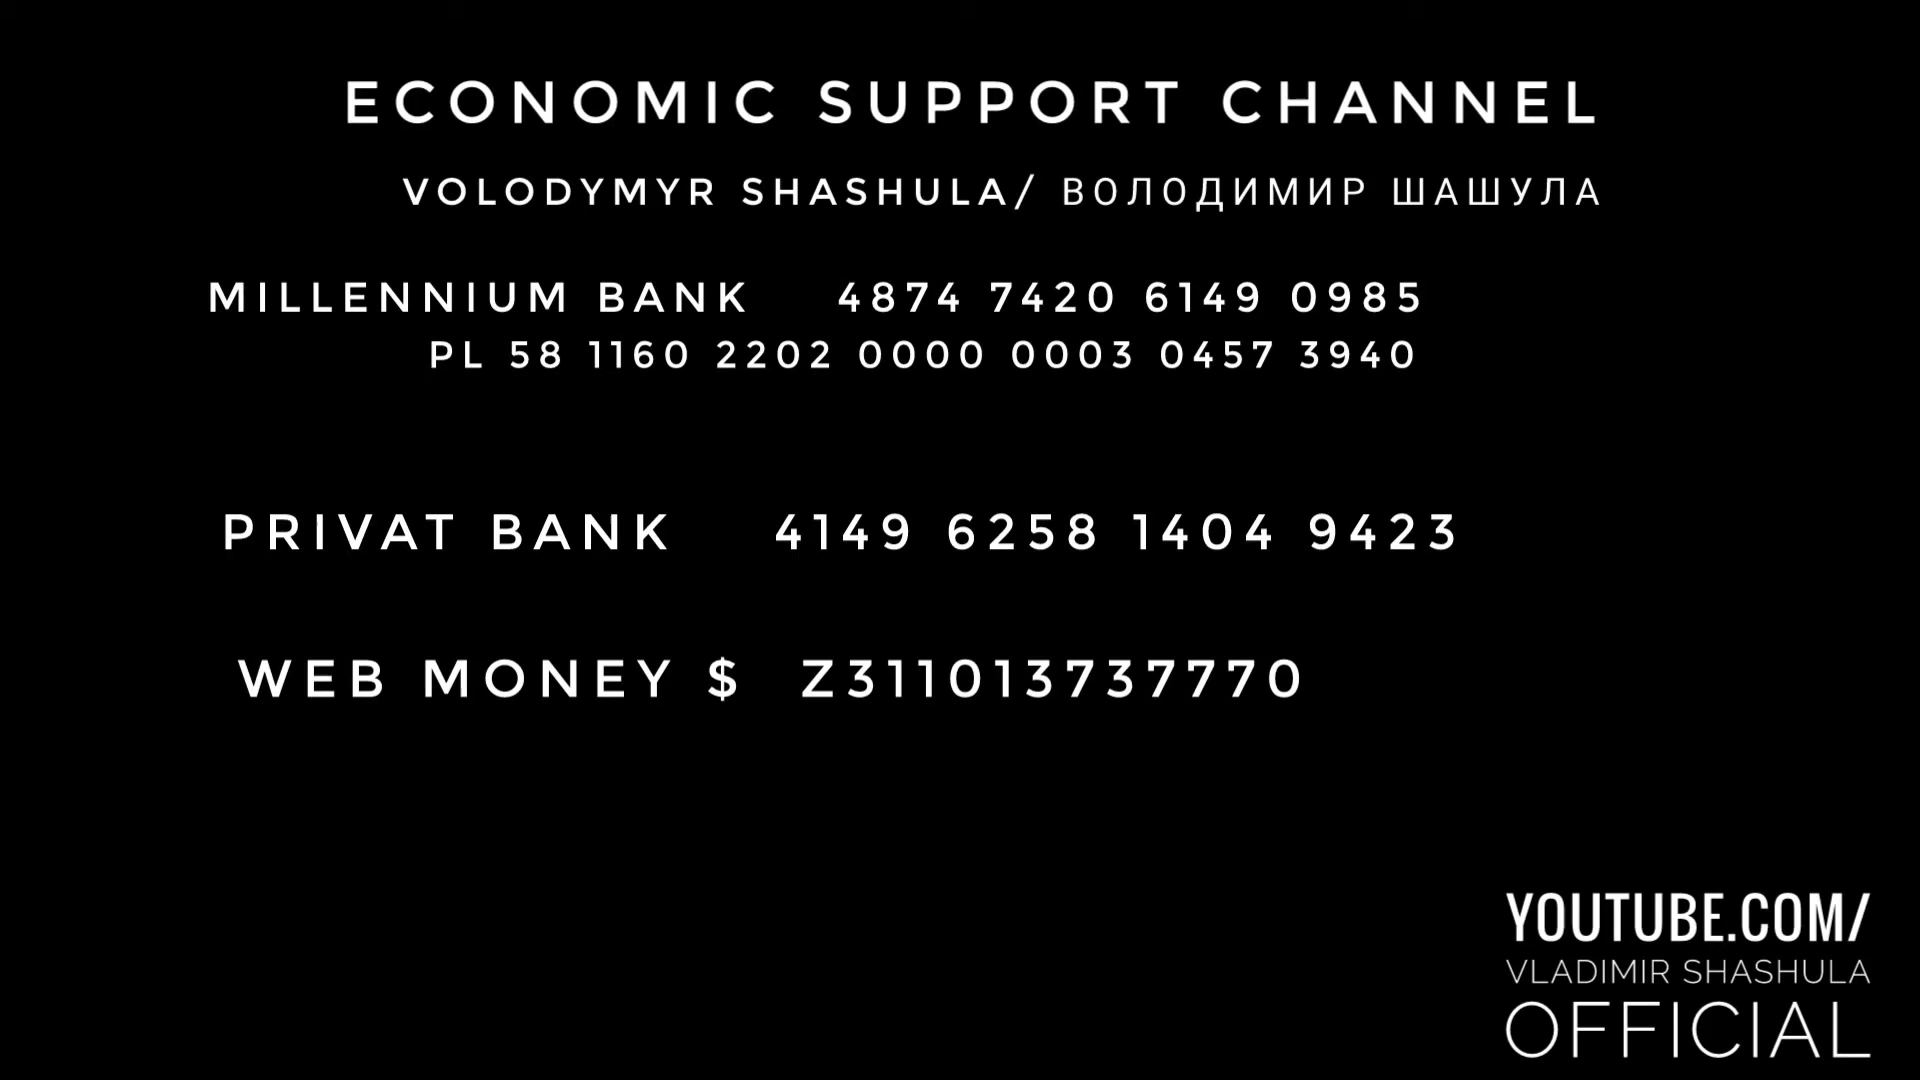 ECONOMIC SUPPORT CHANNEL
VOLODYMYR SHASHULA/ ВОЛОДИМИР ШАШУЛА
MILLENNIUM BANK 4874 7420 6149 0985
PL 58 1160 2202 0000 0003 0457 3940
PRIVAT BANK 4149 6258 1404 9423
WEB MONEY $ Z311013737770
YOUTUBE.COM/
VLADIMIR SHASHULA
OFFICIAL